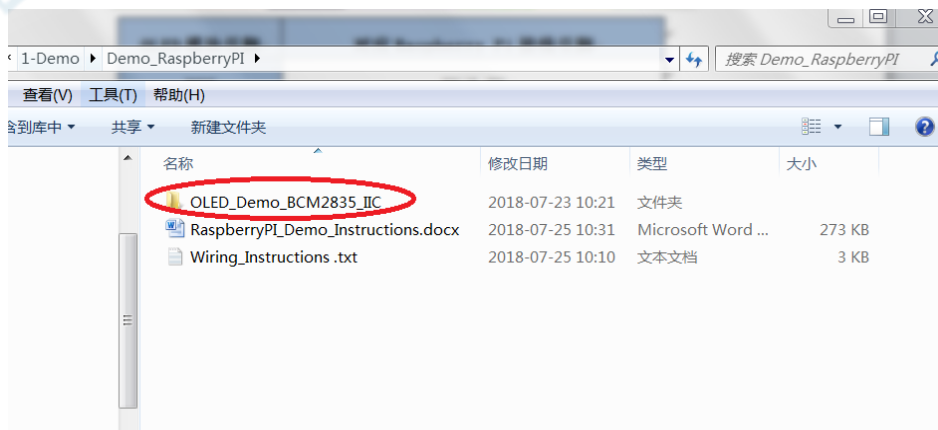 1-Demo ▸ Demo_RaspberryPI ▸ 搜索 Demo_RaspberryPI
查看(V) 工具(T) 帮助(H)
含到库中 共享 新建文件夹
名称 修改日期 类型 大小
OLED_Demo_BCM2835_IIC 2018-07-23 10:21 文件夹
RaspberryPI_Demo_Instructions.docx 2018-07-25 10:31 Microsoft Word ... 273 KB
Wiring_Instructions .txt 2018-07-25 10:10 文本文档 3 KB